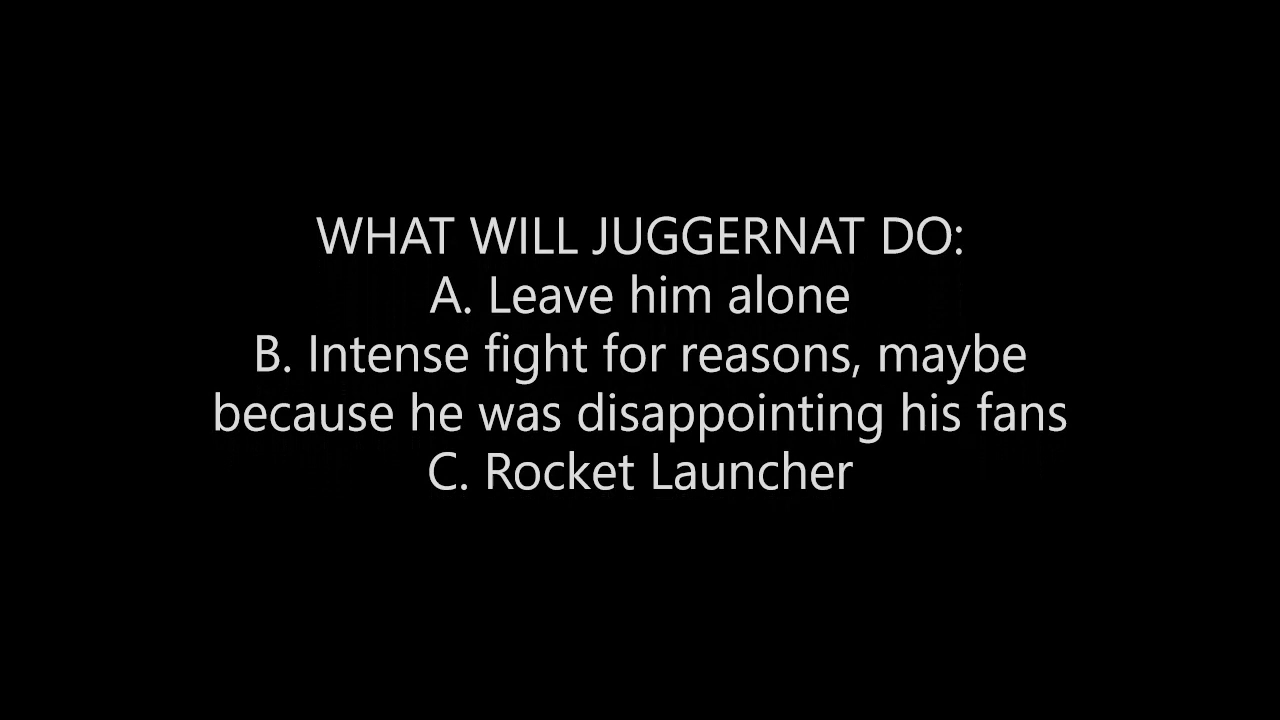 WHAT WILL JUGGERNAT DO:
A. Leave him alone
B. Intense fight for reasons, maybe
because he was disappointing his fans
C. Rocket Launcher